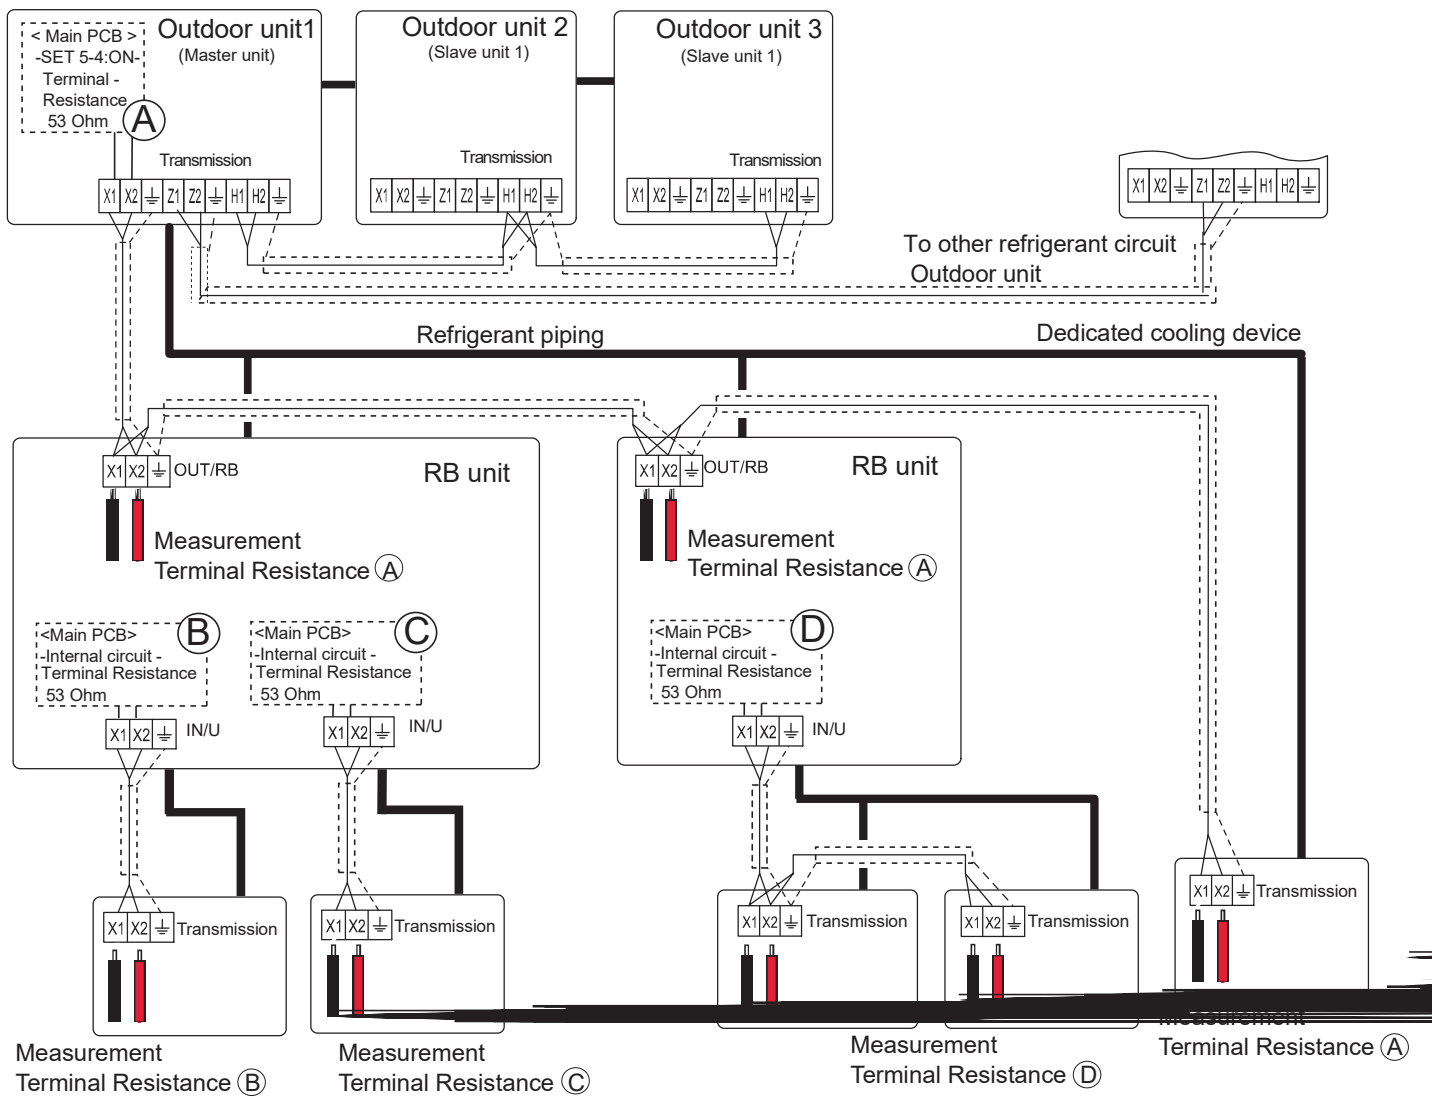 < Main PCB >
-SET 5-4:ON-
Terminal -
Resistance
53 Ohm
A
Outdoor unit1
(Master unit)
Transmission
X1 X2 Z1 Z2 H1 H2
Outdoor unit 2
(Slave unit 1)
Transmission
X1 X2 Z1 Z2 H1 H2
Outdoor unit 3
(Slave unit 1)
Transmission
X1 X2 Z1 Z2 H1 H2
X1 X2 Z1 Z2 H1 H2
To other refrigerant circuit
Outdoor unit
Refrigerant piping
Dedicated cooling device
X1 X2 OUT/RB
RB unit
Measurement
Terminal Resistance A
<Main PCB>
-Internal circuit -
Terminal Resistance
53 Ohm
B
X1 X2 IN/U
<Main PCB>
-Internal circuit -
Terminal Resistance
53 Ohm
C
X1 X2 IN/U
X1 X2 OUT/RB
RB unit
Measurement
Terminal Resistance A
<Main PCB>
-Internal circuit -
Terminal Resistance
53 Ohm
D
X1 X2 IN/U
X1 X2 Transmission
Measurement
Terminal Resistance B
X1 X2 Transmission
Measurement
Terminal Resistance C
X1 X2 Transmission
X1 X2 Transmission
Measurement
Terminal Resistance D
X1 X2 Transmission
Measurement
Terminal Resistance A